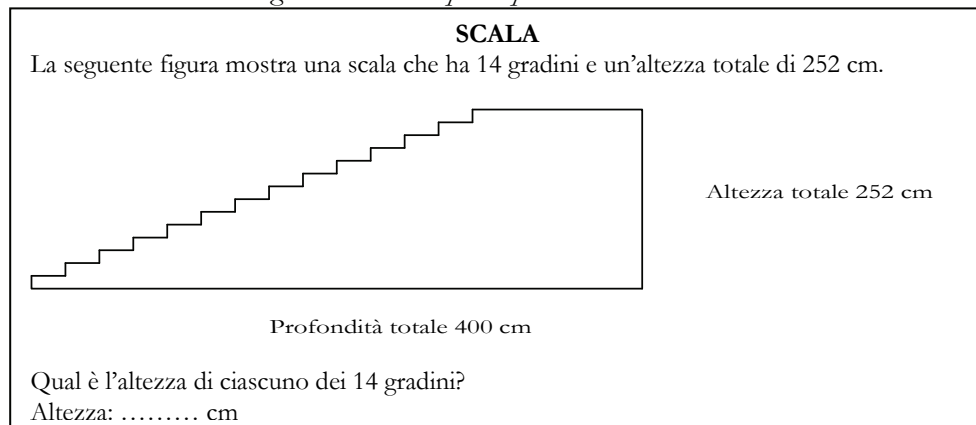 SCALA
La seguente figura mostra una scala che ha 14 gradini e un'altezza totale di 252 cm.
Altezza totale 252 cm
Profondità totale 400 cm
Qual è l'altezza di ciascuno dei 14 gradini?
Altezza: ……… cm